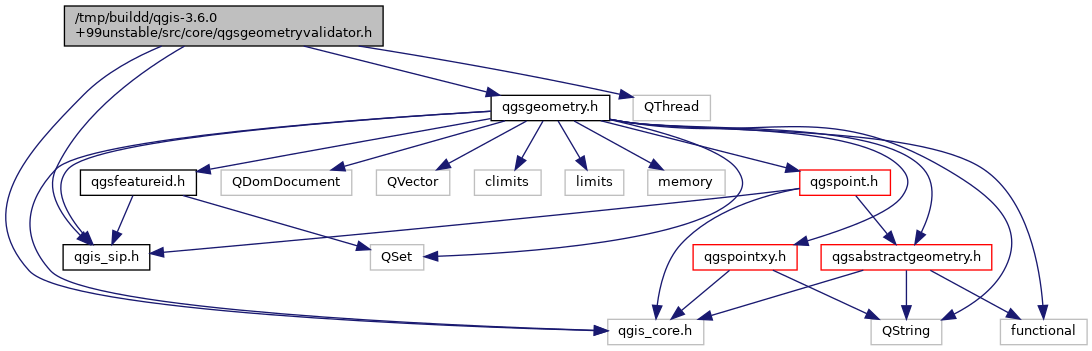 /tmp/buildd/qgis-3.6.0
+99unstable/src/core/qgsgeometryvalidator.h
qgsgeometry.h
QThread
qgsfeatureid.h
QDomDocument
QVector
climits
limits
memory
qgspoint.h
qgis_sip.h
QSet
qgspointxy.h
qgsabstractgeometry.h
qgis_core.h
QString
functional